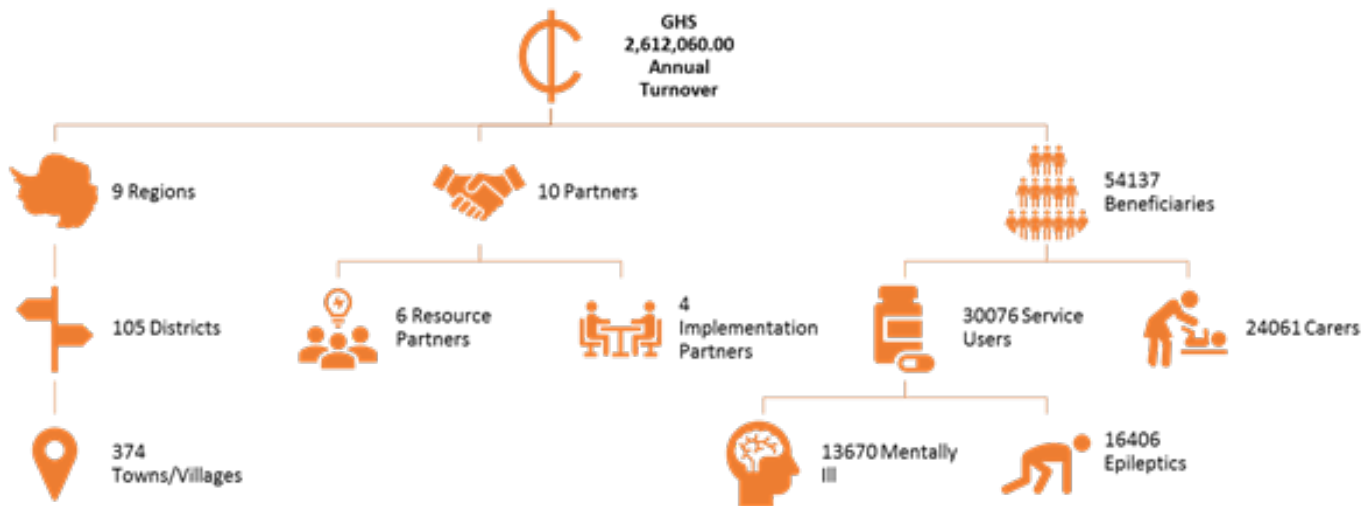 GHS
2,612,060.00
Annual
Turnover
9 Regions
10 Partners
54137
Beneficiaries
105 Districts
6 Resource
Partners
4
Implementation
Partners
30076 Service
Users
24061 Carers
374
Towns/Villages
13670 Mentally
Ill
16406
Epileptics